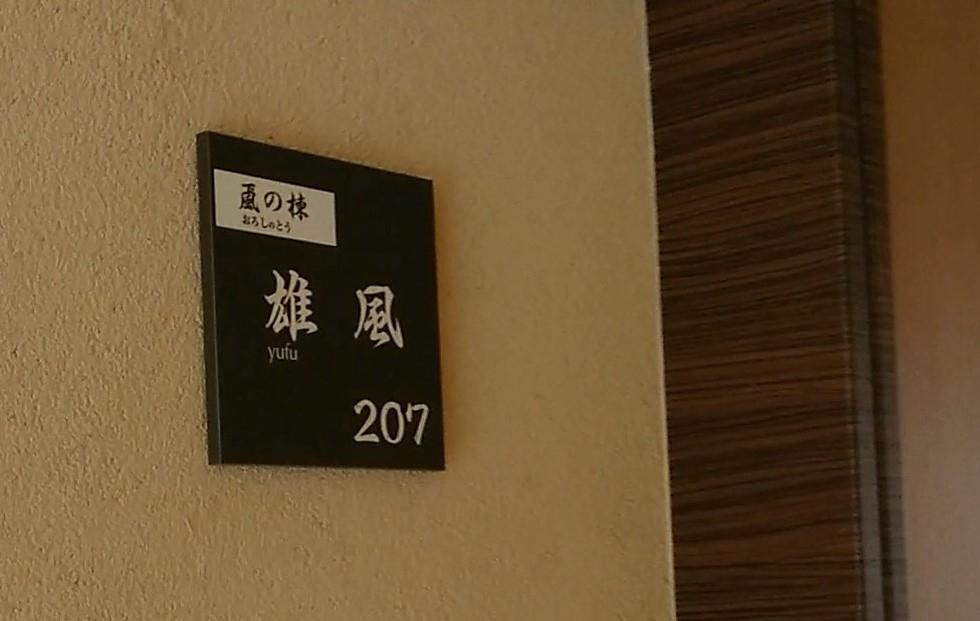 颪の棟
おろしのとう
雄風
yufu
207